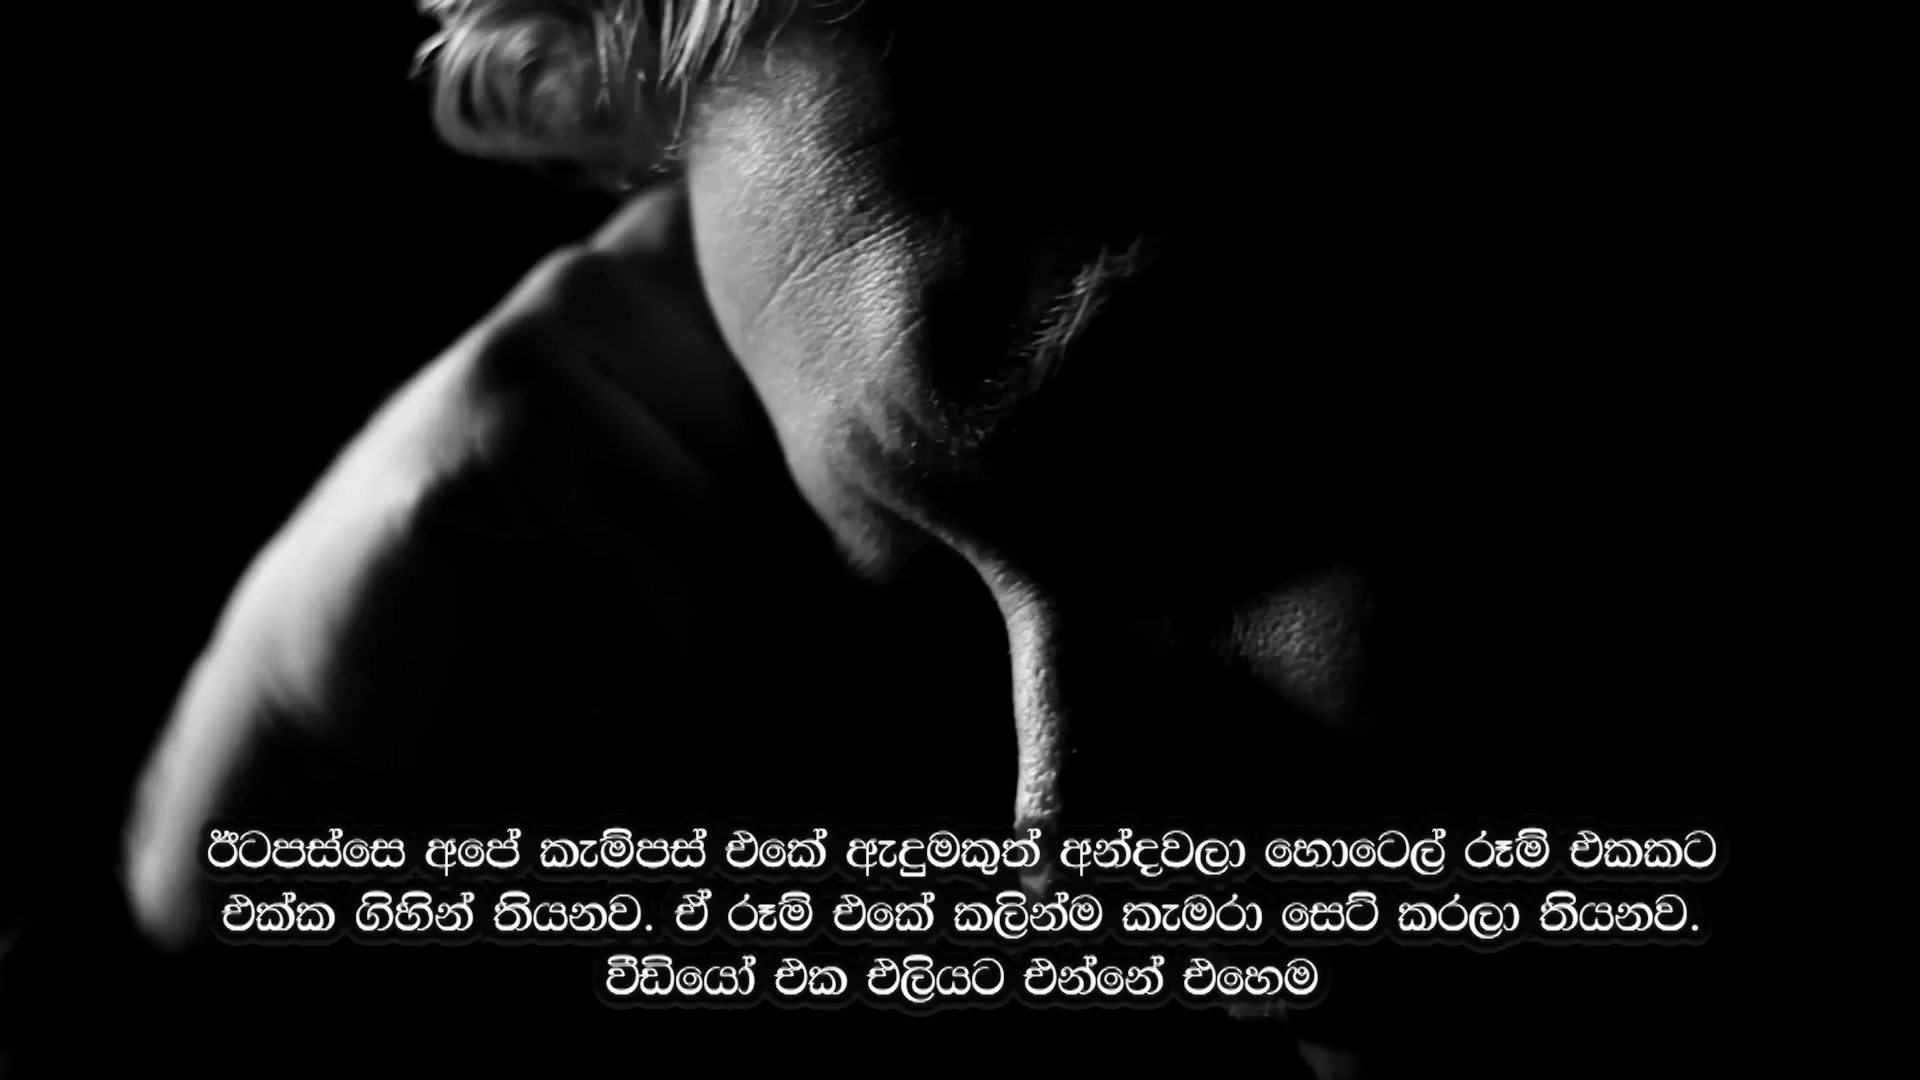 ඊටපස්සෙ අපේ කැම්පස් එකේ ඇදුමකුත් අන්දවලා හොටෙල් රූම් එකකට
එක්ක ගිහින් තියනව. ඒ රූම් එකේ කලින්ම කැමරා සෙට් කරලා තියනව.
වීඩියෝ එක එලියට එන්නේ එහෙම